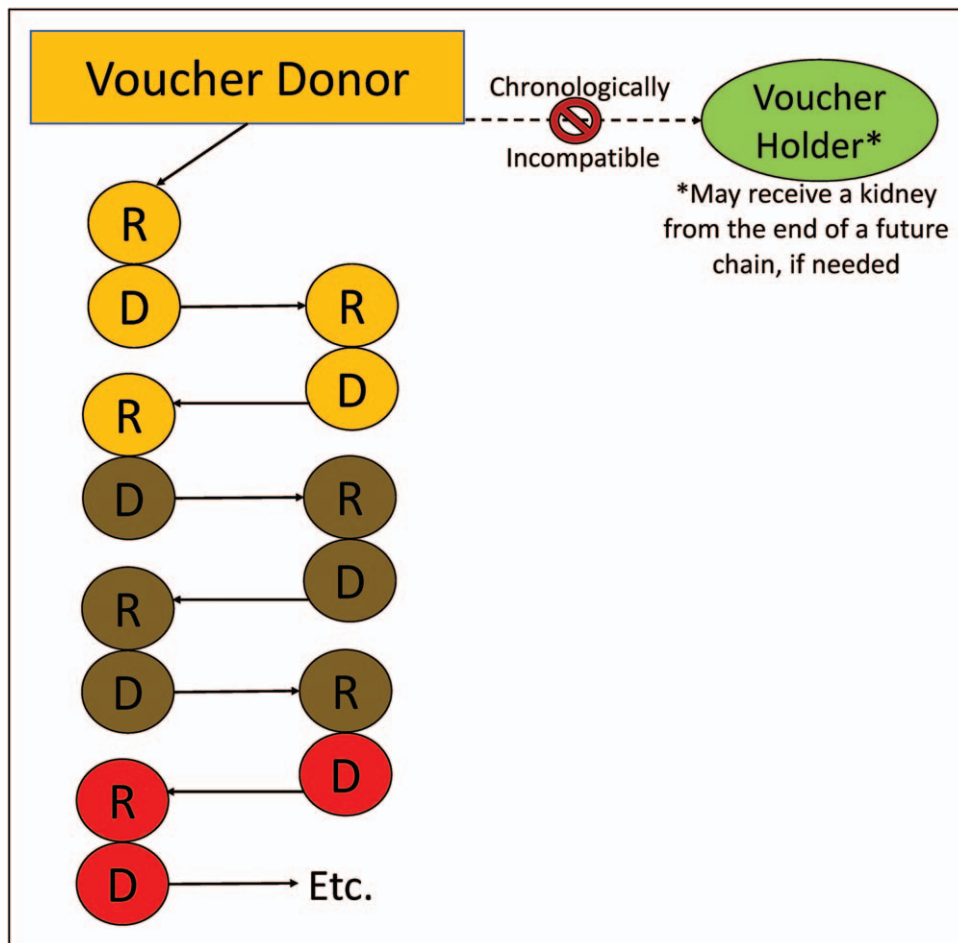 Voucher Donor
Chronologically
Incompatible
Voucher
Holder*
*May receive a kidney
from the end of a future
chain, if needed
R
D
R
R
D
D
R
R
D
D
R
R
D
D
Etc.